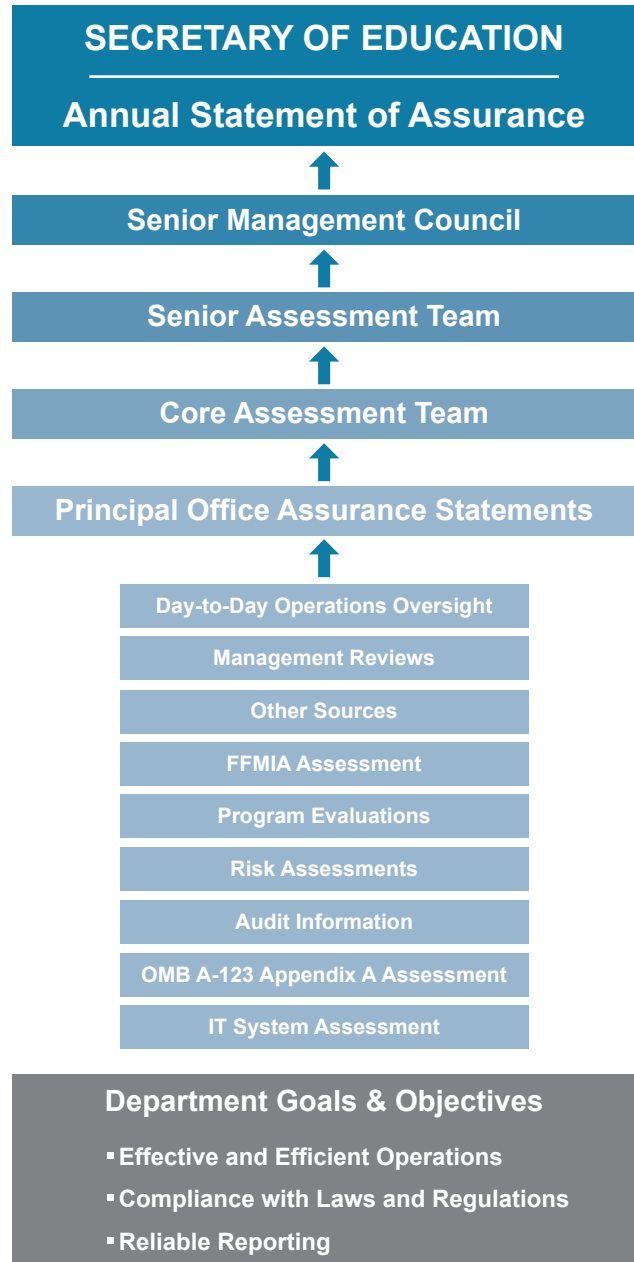 SECRETARY OF EDUCATION
Annual Statement of Assurance
Senior Management Council
Senior Assessment Team
Core Assessment Team
Principal Office Assurance Statements
Day-to-Day Operations Oversight
Management Reviews
Other Sources
FFMIA Assessment
Program Evaluations
Risk Assessments
Audit Information
OMB A-123 Appendix A Assessment
IT System Assessment
Department Goals & Objectives
▪ Effective and Efficient Operations
▪ Compliance with Laws and Regulations
▪ Reliable Reporting